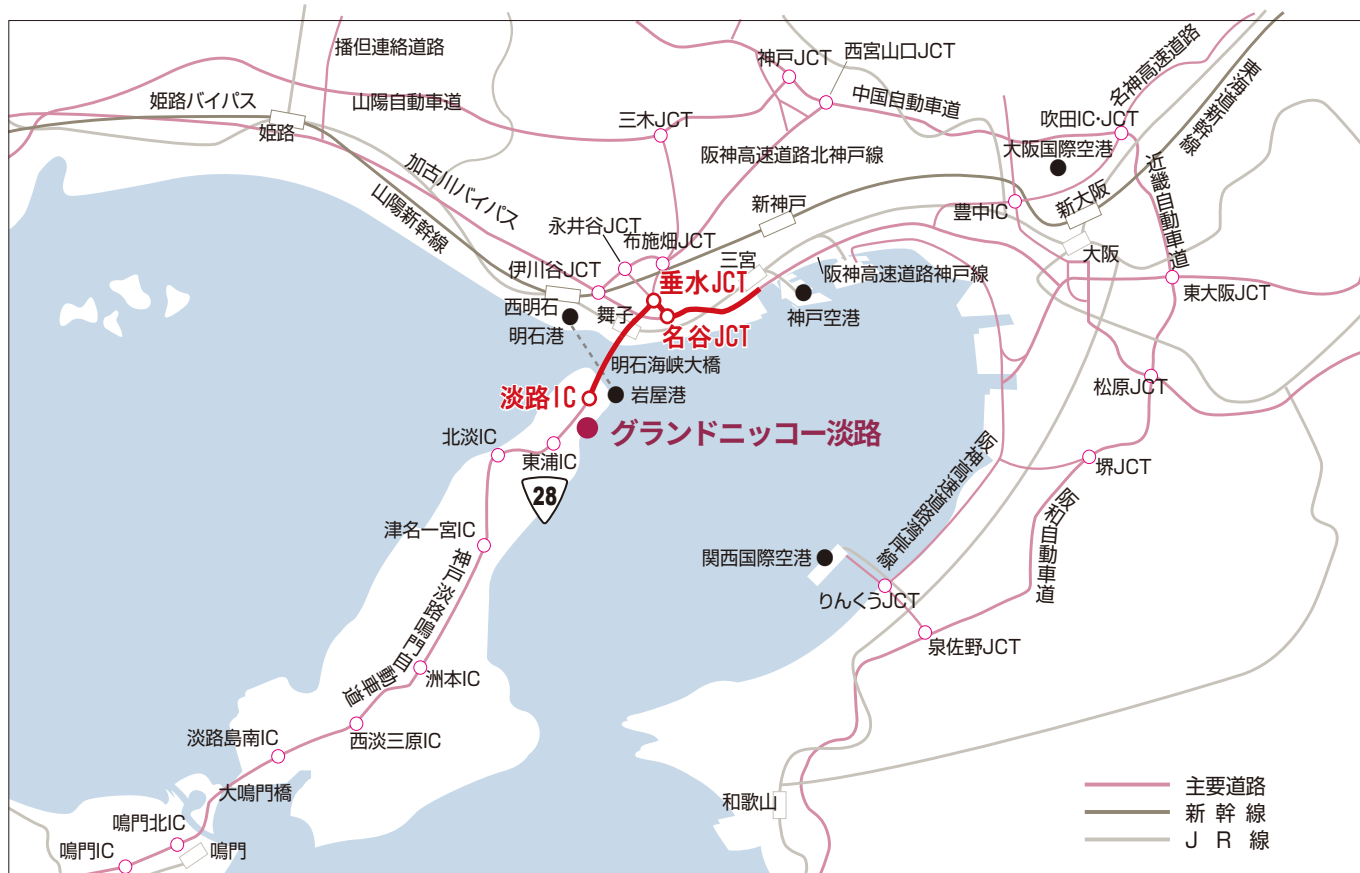 播但連絡道路
神戸JCT
西宮山口JCT
名神高速道路
東海道新幹線
姫路バイパス
山陽自動車道
中国自動車道
三木JCT
吹田IC・JCT
姫路
大阪国際空港
阪神高速道路北神戸線
加古川バイパス
近畿自動車道
山陽新幹線
新神戸
豊中IC
新大阪
永井谷JCT
布施畑JCT
三宮
大阪
伊川谷JCT
阪神高速道路神戸線
垂水JCT
東大阪JCT
西明石
舞子
神戸空港
明石港
名谷JCT
明石海峡大橋
淡路IC
岩屋港
松原JCT
グランドニッコー淡路
北淡IC
東浦IC
阪神高速道路湾岸線
堺JCT
28
阪和自動車道
津名一宮IC
関西国際空港
神戸淡路鳴門自動車道
りんくうJCT
泉佐野JCT
洲本IC
淡路島南IC
西淡三原IC
大鳴門橋
和歌山
主要道路
新幹線
JR線
鳴門北IC
鳴門IC
鳴門